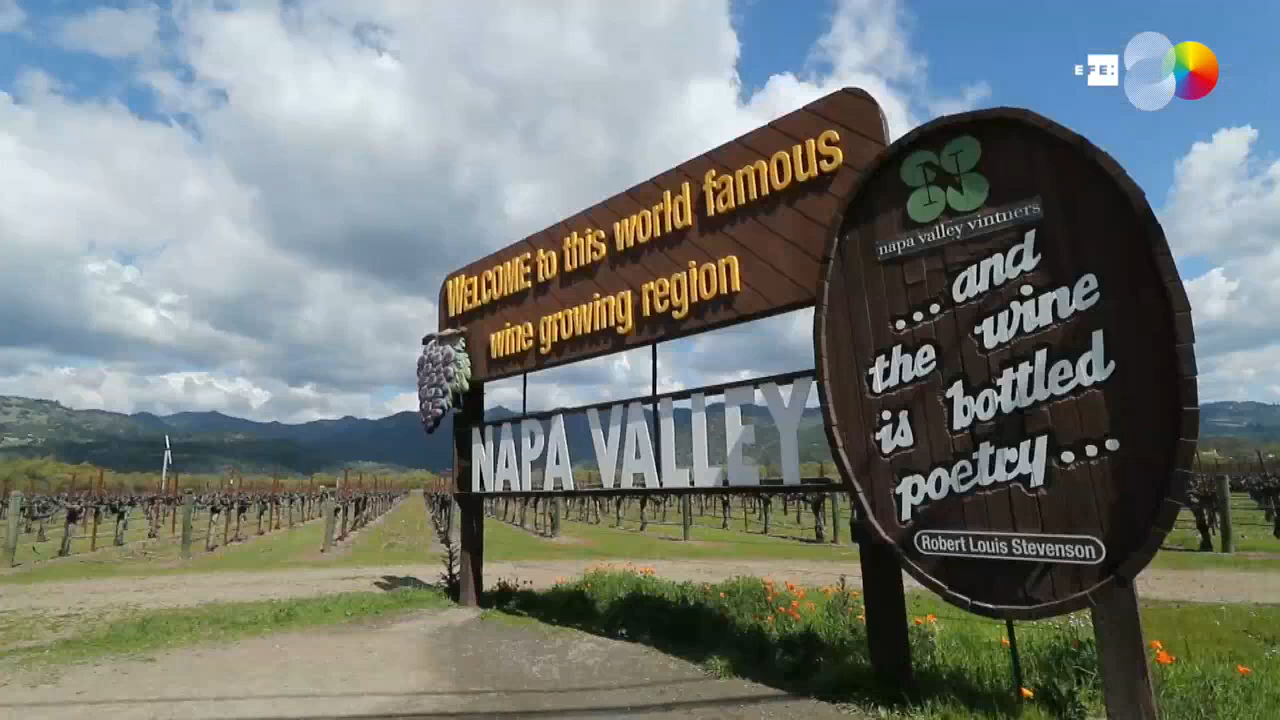 EFE:
WELCOME to this world famous
wine growing region
NAPA VALLEY
NV
napa valley vintners
... and
the wine
is bottled
poetry ...
Robert Louis Stevenson